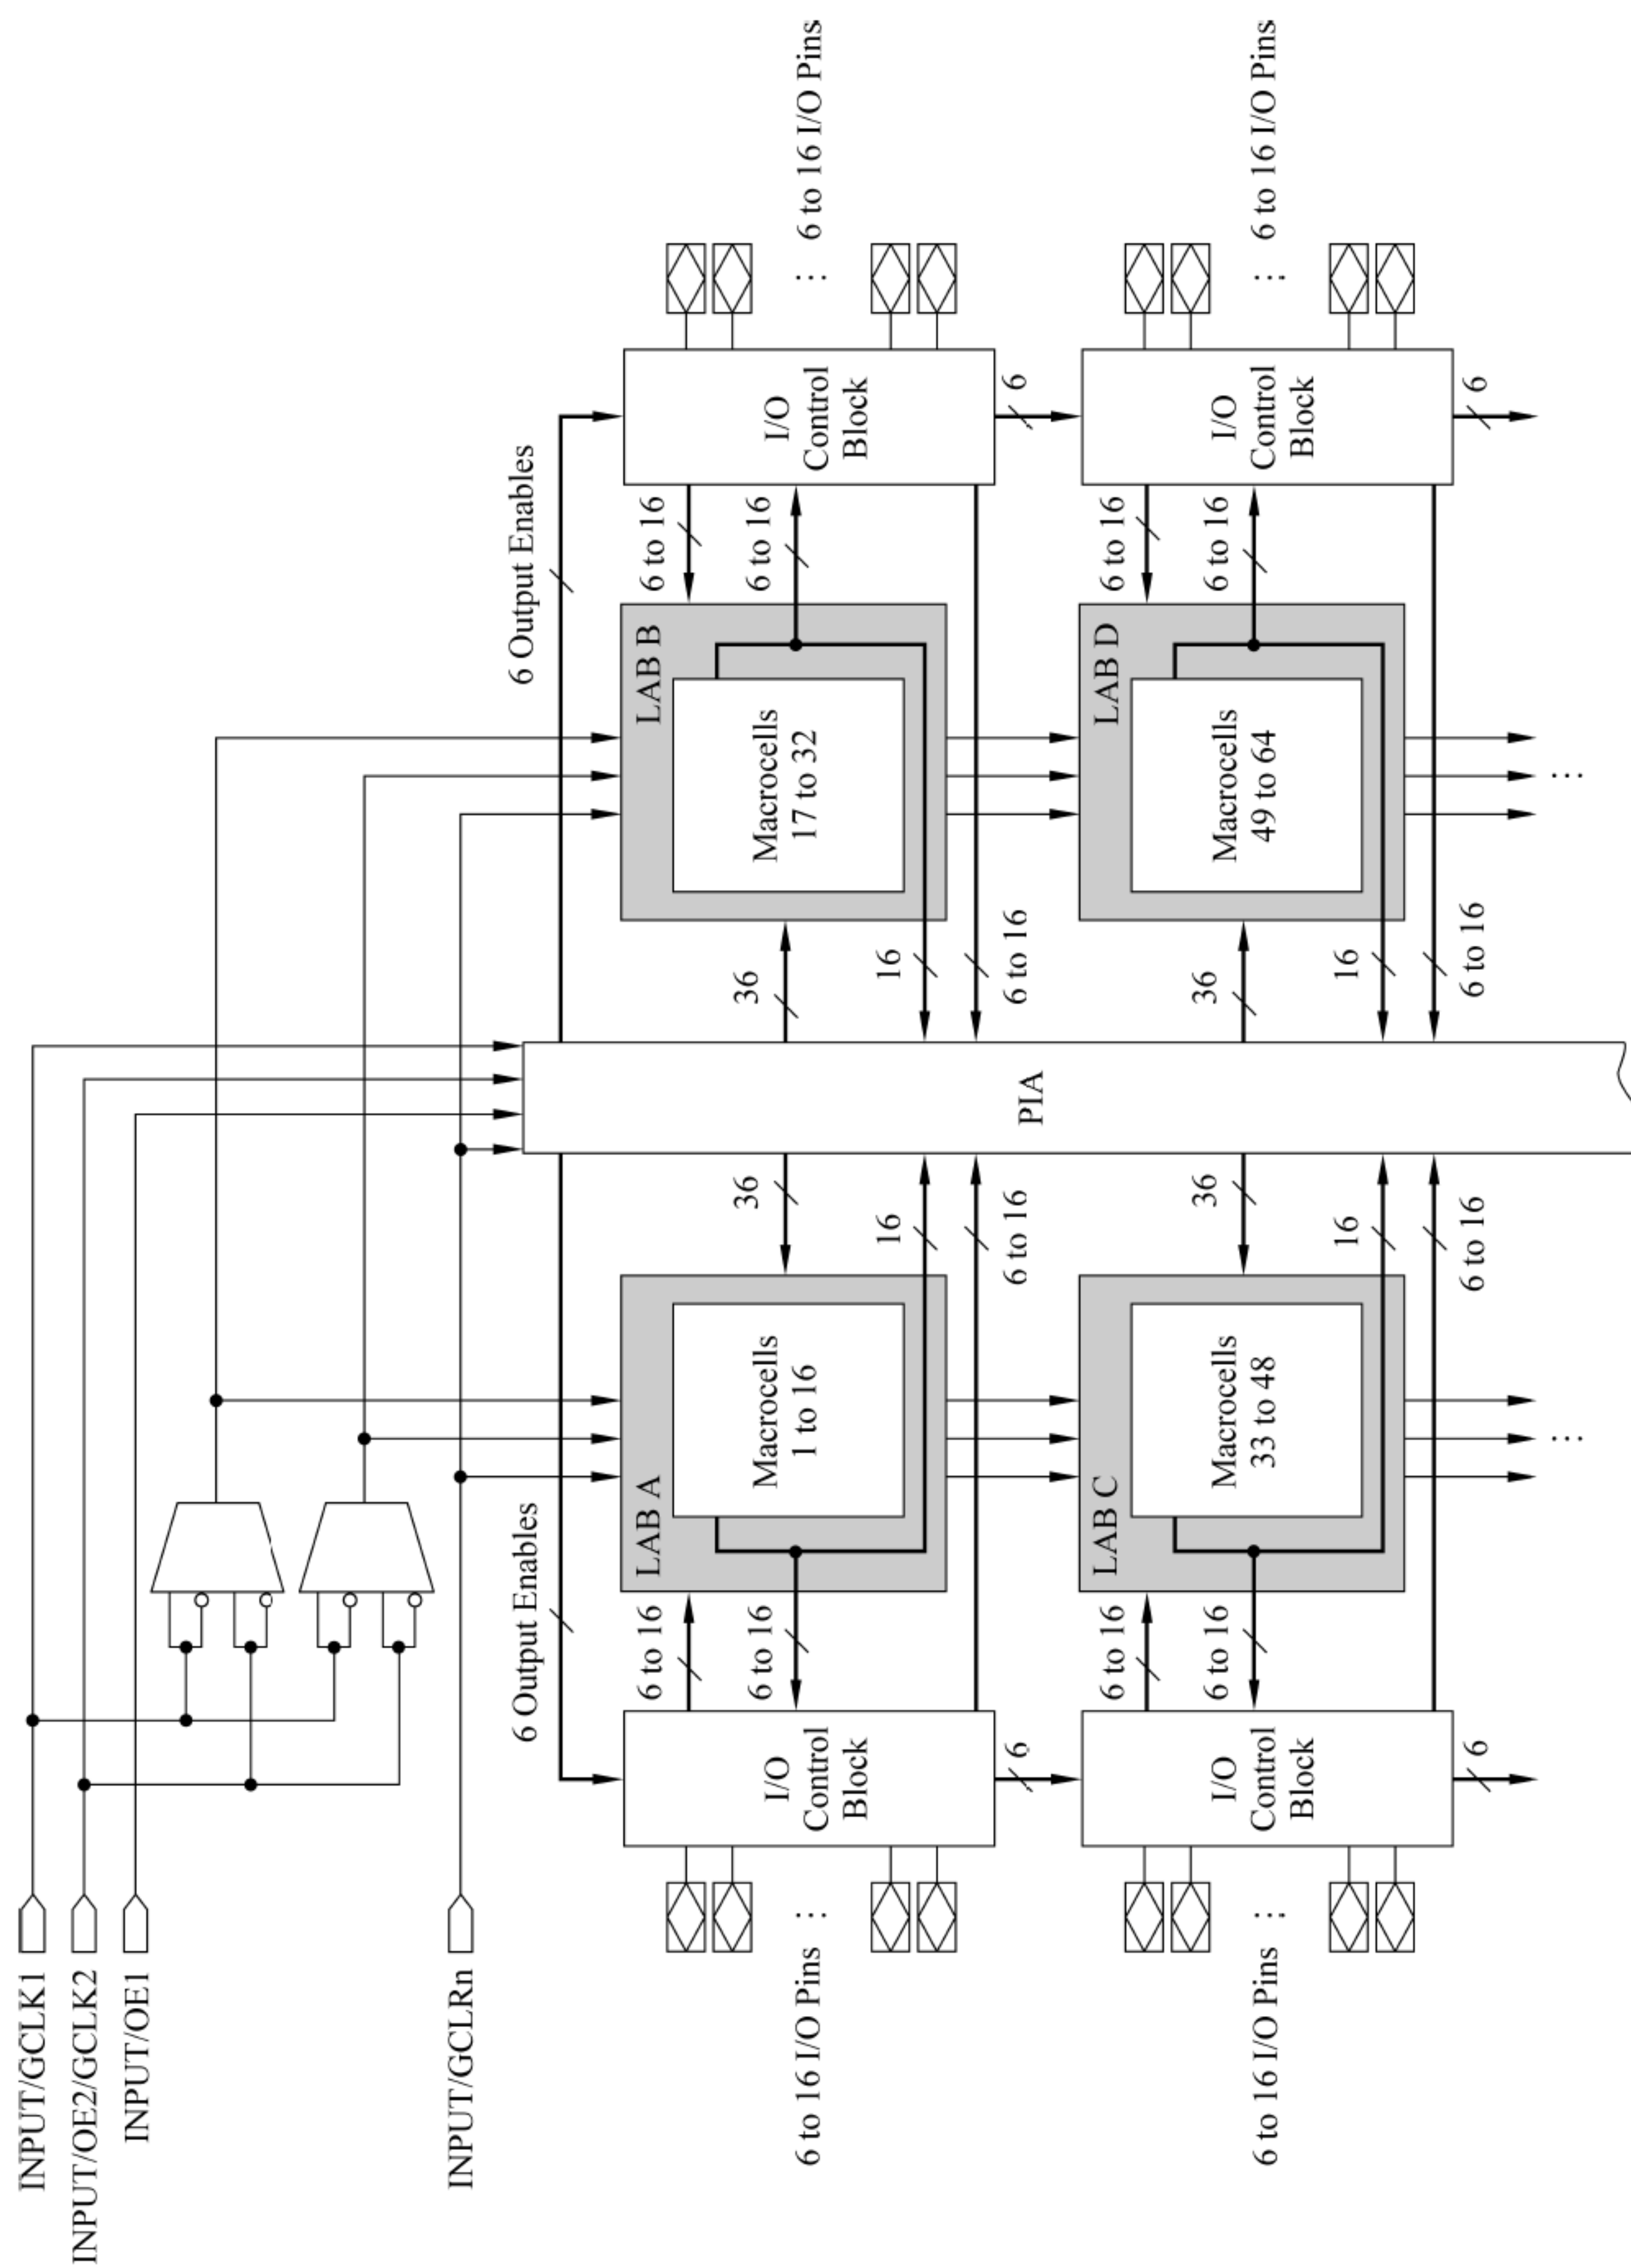 INPUT/GCLK1
INPUT/OE2/GCLK2
INPUT/OE1
INPUT/GCLRn
6 Output Enables
6 Output Enables
LAB A
LAB B
6 to 16 I/O Pins
I/O
Control
Block
6 to 16
6 to 16
Macrocells
1 to 16
36
16
6 to 16
PIA
36
16
6 to 16
Macrocells
17 to 32
6 to 16
6 to 16
I/O
Control
Block
6 to 16 I/O Pins
6
6
LAB C
LAB D
6 to 16 I/O Pins
I/O
Control
Block
6 to 16
6 to 16
Macrocells
33 to 48
36
16
6 to 16
36
16
6 to 16
Macrocells
49 to 64
6 to 16
6 to 16
I/O
Control
Block
6 to 16 I/O Pins
6
6